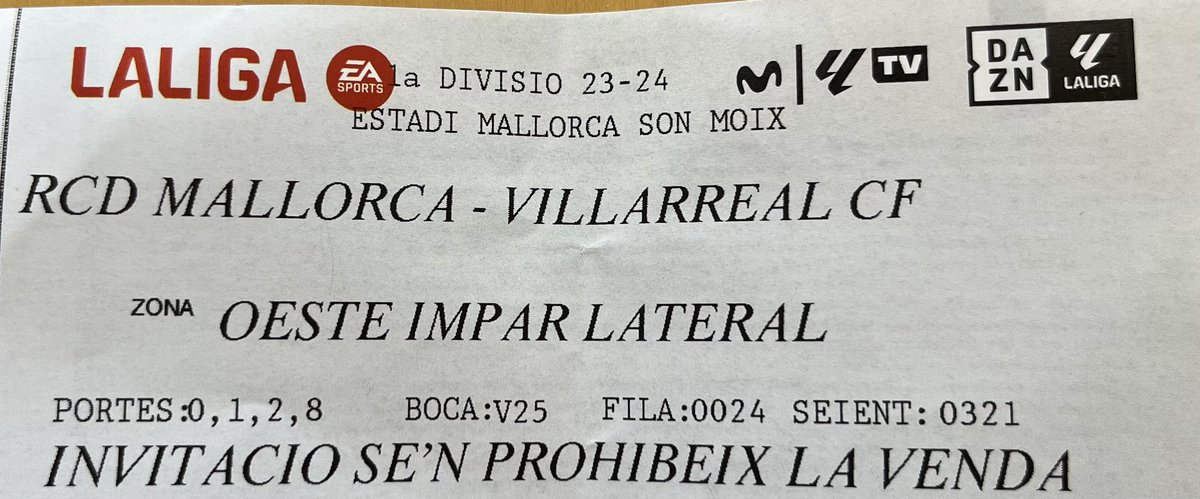 LALIGA EA SPORTS 1a DIVISIO 23-24 TV DAZN LALIGA
ESTADI MALLORCA SON MOIX
RCD MALLORCA - VILLARREAL CF
ZONA OESTE IMPAR LATERAL
PORTES:0,1,2,8 BOCA:V25 FILA:0024 SEIENT: 0321
INVITACIO SE'N PROHIBEIX LA VENDA